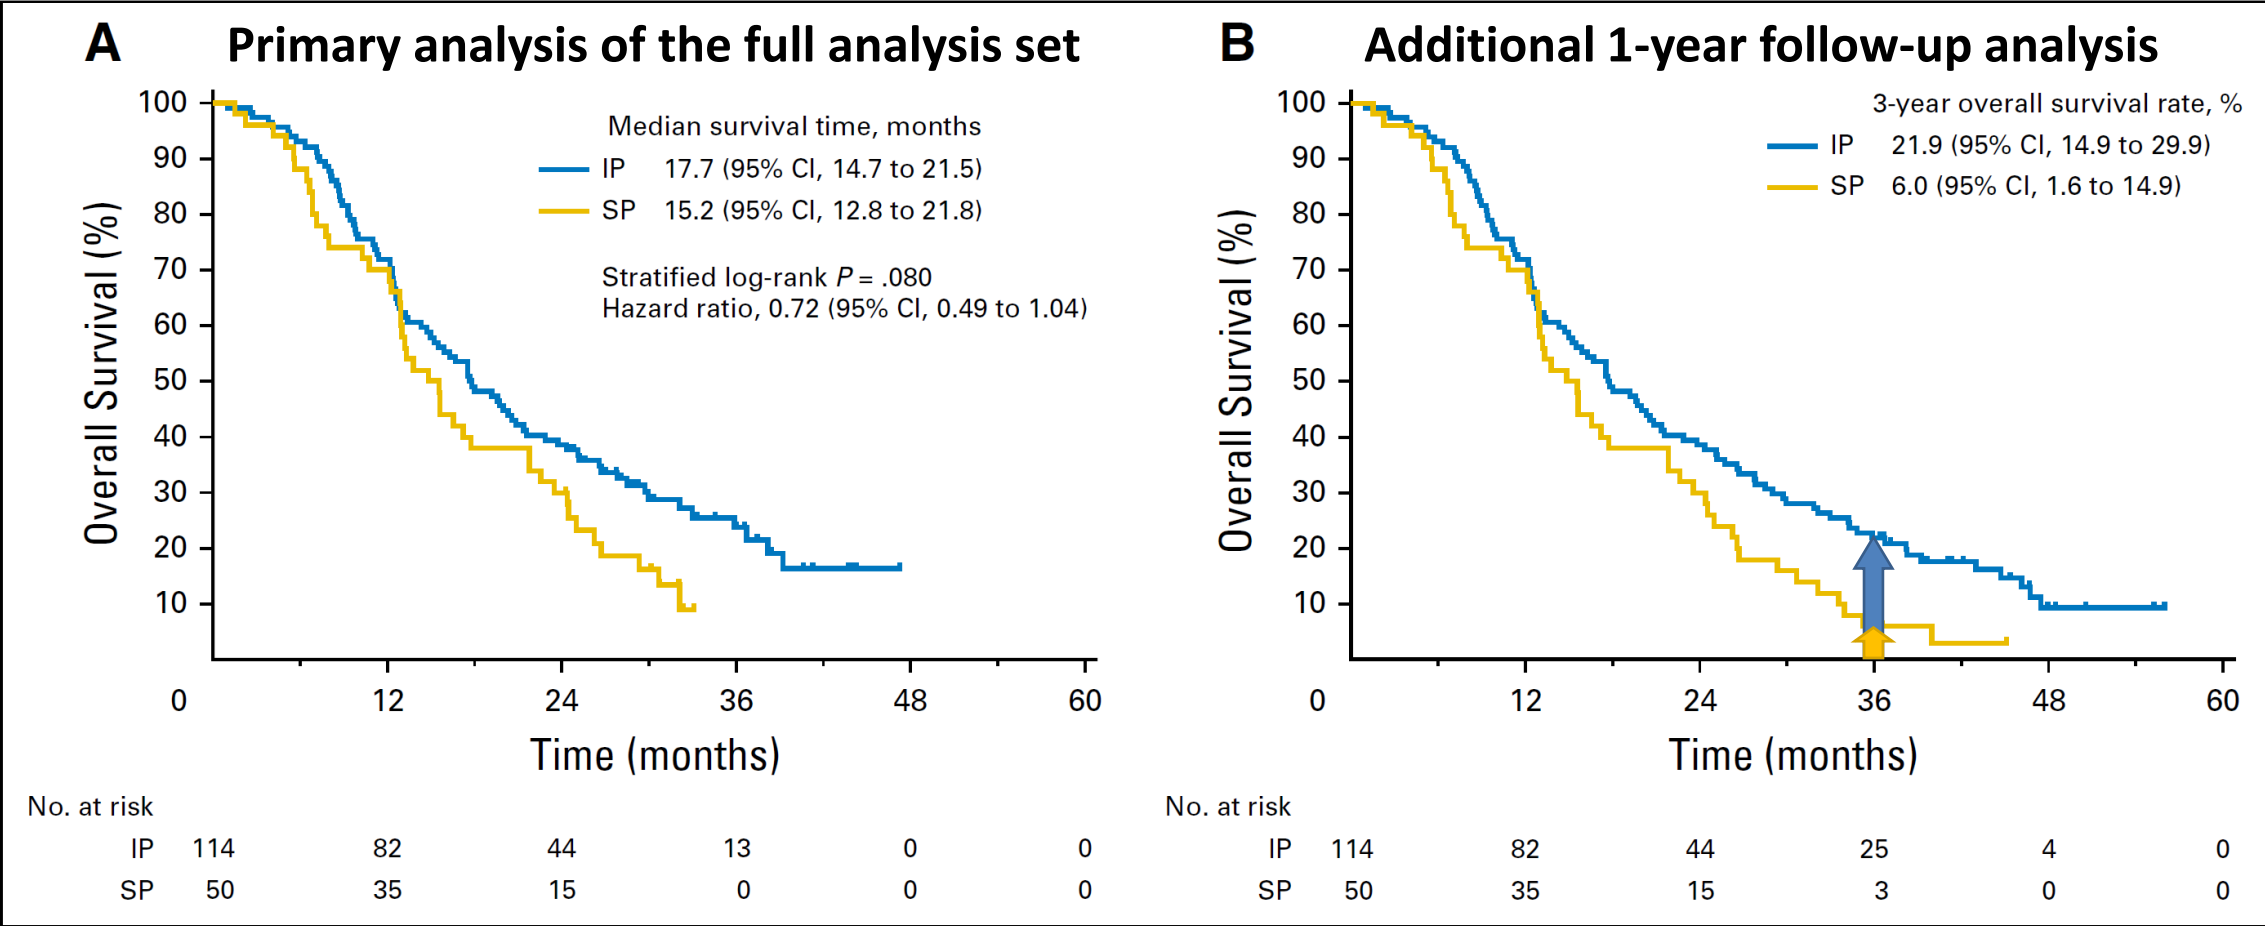 A Primary analysis of the full analysis set
Overall Survival (%)
100
90
80
70
60
50
40
30
20
10
Median survival time, months
IP 17.7 (95% CI, 14.7 to 21.5)
SP 15.2 (95% CI, 12.8 to 21.8)
Stratified log-rank P = .080
Hazard ratio, 0.72 (95% CI, 0.49 to 1.04)
0 12 24 36 48 60
Time (months)
No. at risk
IP 114 82 44 13 0 0
SP 50 35 15 0 0 0
B Additional 1-year follow-up analysis
Overall Survival (%)
100
90
80
70
60
50
40
30
20
10
3-year overall survival rate, %
IP 21.9 (95% CI, 14.9 to 29.9)
SP 6.0 (95% CI, 1.6 to 14.9)
0 12 24 36 48 60
Time (months)
No. at risk
IP 114 82 44 25 4 0
SP 50 35 15 3 0 0